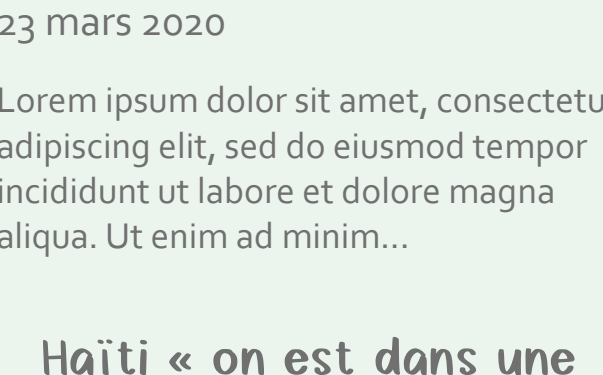 23 mars 2020
Lorem ipsum dolor sit amet, consectetu
adipiscing elit, sed do eiusmod tempor
incididunt ut labore et dolore magna
aliqua. Ut enim ad minim...
Haïti « on est dans une